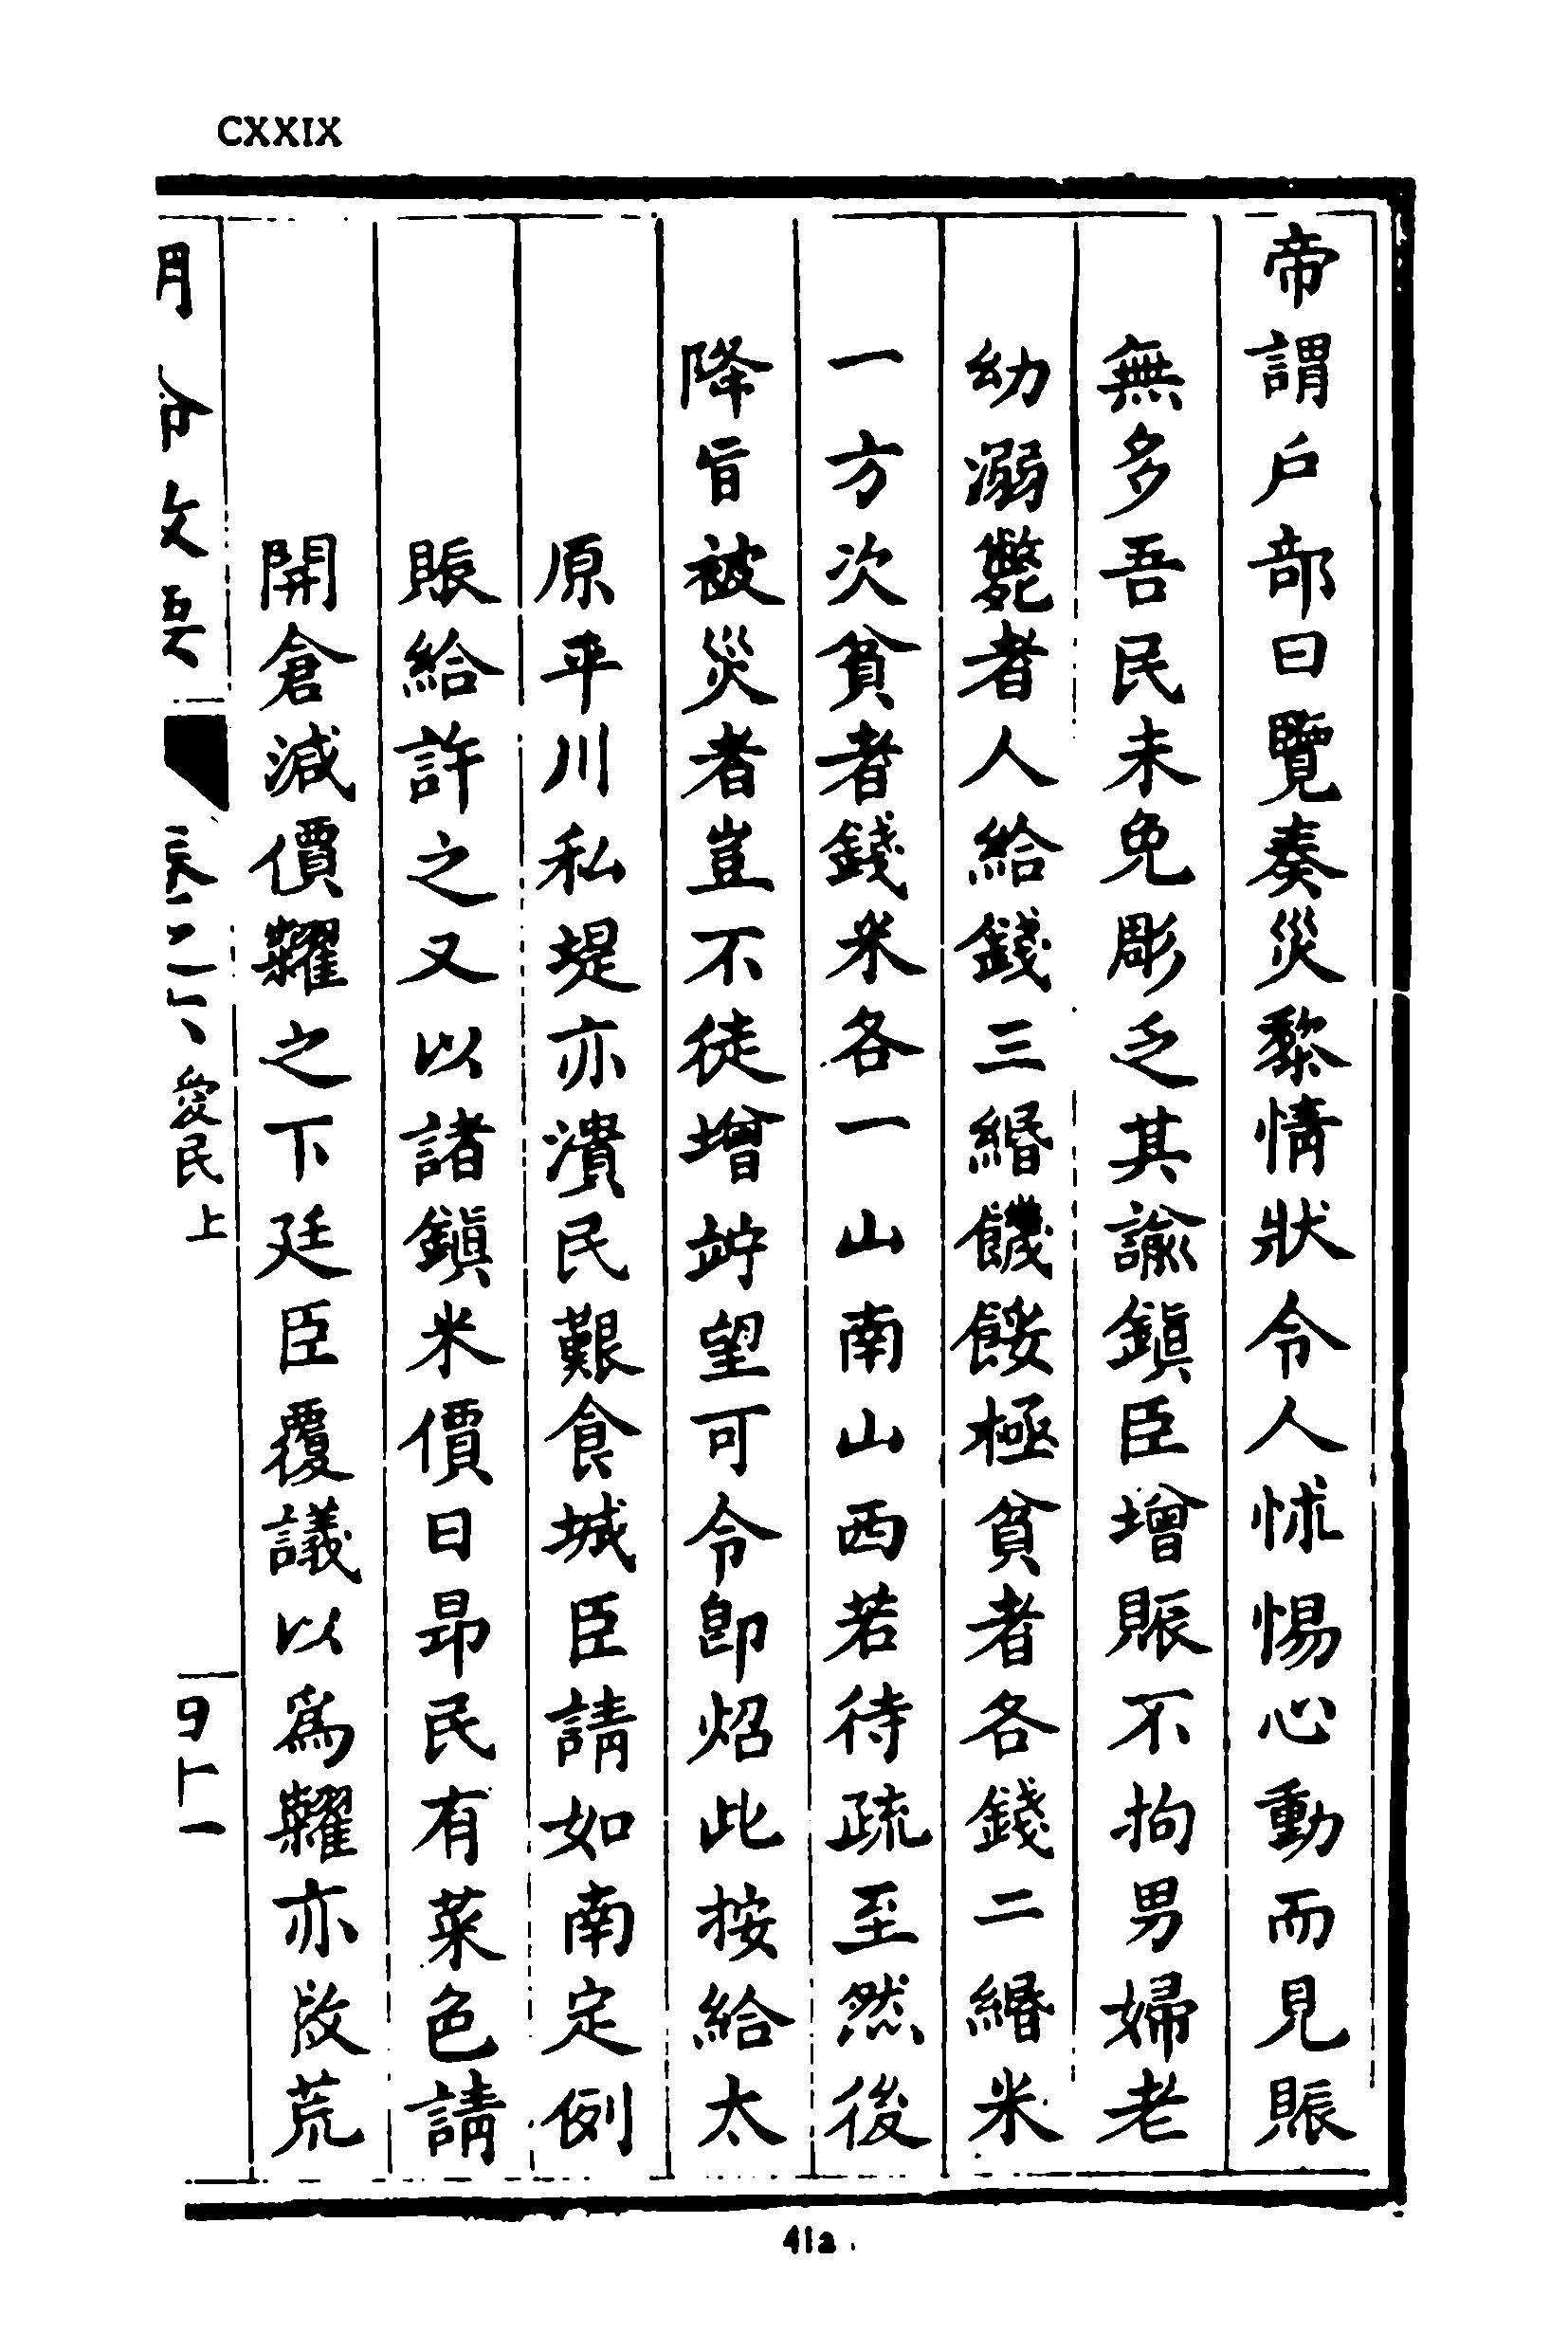 CXXIX
帝謂户部曰覽奏災黎情狀令人怵惕心動而見賑
無多吾民未免彫乏其諭鎭臣增賑不拘男婦老
幼溺斃者人給錢三緡饑餒極貧者各錢二緡米
一方次貧者錢米各一山南山西若待疏至然後
降旨被災者豈不徒增竚望可令卽炤此按給太
原平川私堤亦潰民艱食城臣請如南定例
賑給許之又以諸鎭米價日昂民有菜色請
開倉減價糶之下廷臣覆議以爲糶亦救荒
明命政要 卷二六 愛民上 四十一
41a